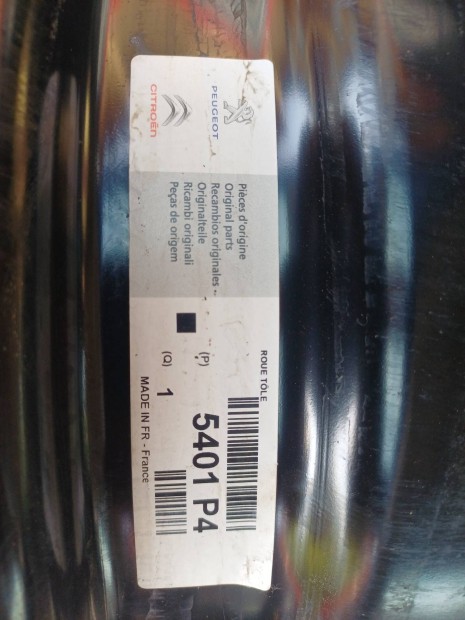 PEUGEOT
CITROËN
Pièces d'origine
Original parts
Recambios originales
Originalteile
Ricambi originali
Peças de origem
ROUE TÔLE
(P) 5401 P4
(Q) 1
MADE IN FR - France